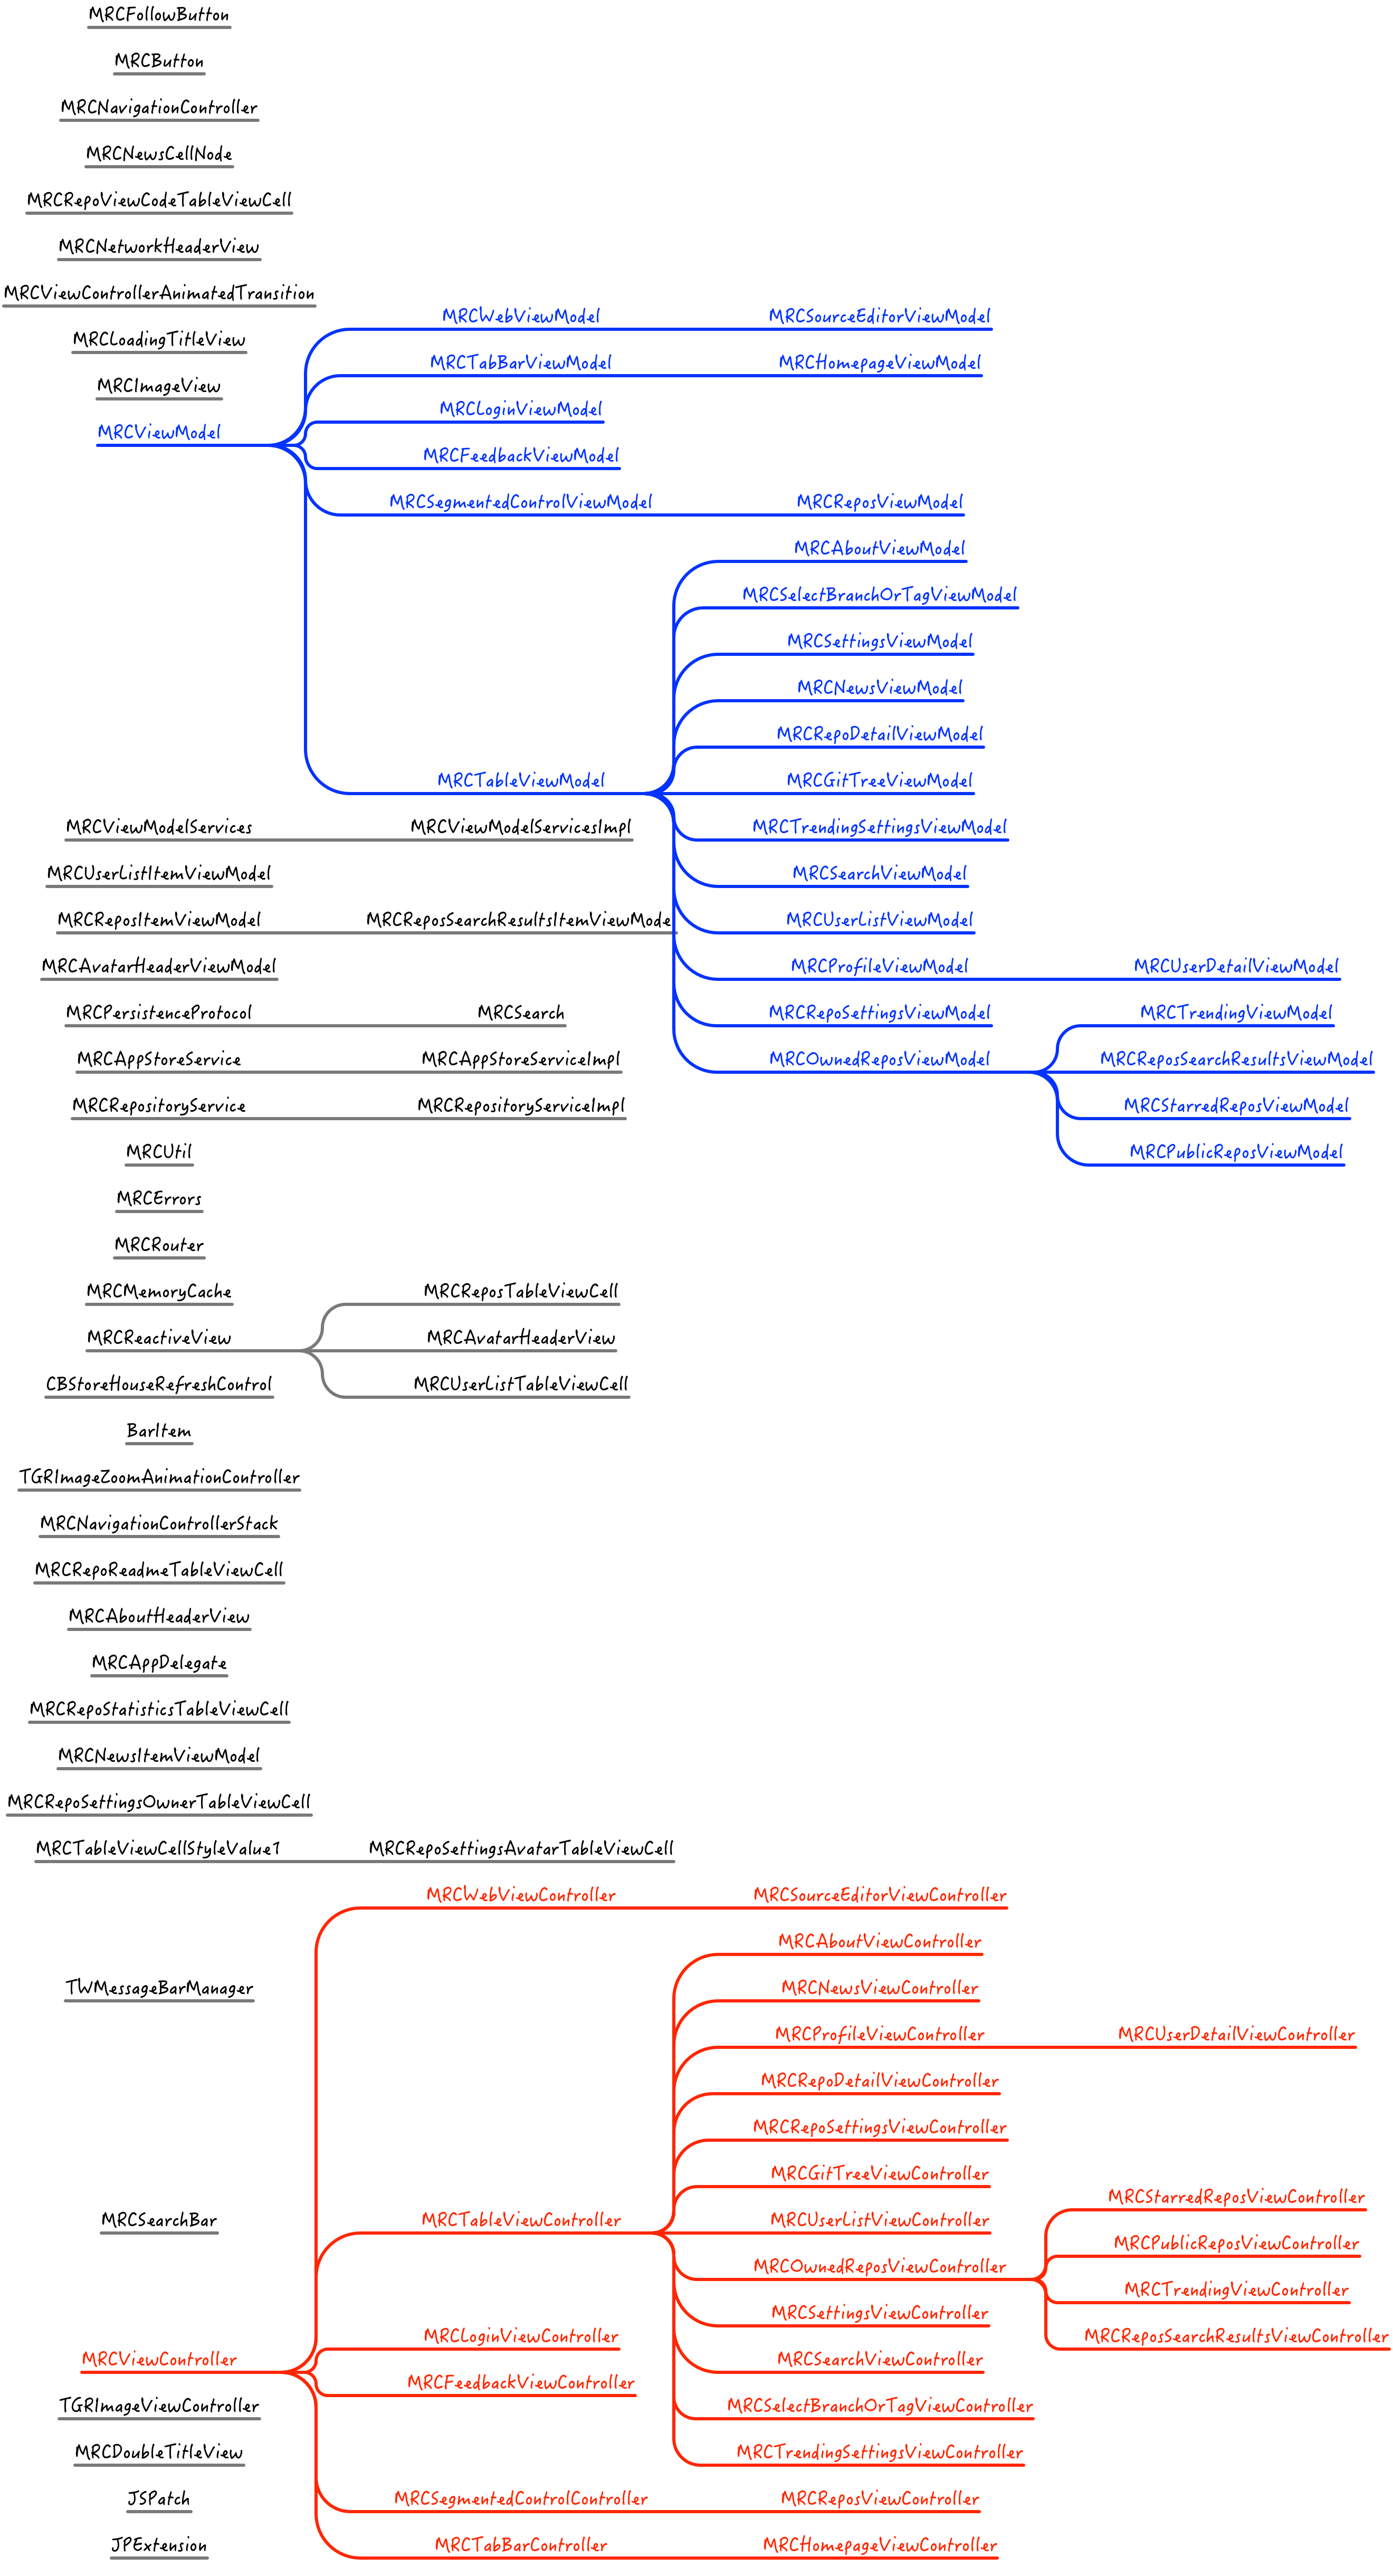 MRCFollowButton
MRCButton
MRCNavigationController
MRCNewsCellNode
MRCRepoViewCodeTableViewCell
MRCNetworkHeaderView
MRCViewControllerAnimatedTransition
MRCWebViewModel MRCSourceEditorViewModel
MRCLoadingTitleView
MRCTabBarViewModel MRCHomepageViewModel
MRCImageView
MRCLoginViewModel
MRCViewModel
MRCFeedbackViewModel
MRCSegmentedControlViewModel MRCReposViewModel
MRCAboutViewModel
MRCSelectBranchOrTagViewModel
MRCSettingsViewModel
MRCNewsViewModel
MRCRepoDetailViewModel
MRCTableViewModel MRCGitTreeViewModel
MRCViewModelServices MRCViewModelServicesImpl MRCTrendingSettingsViewModel
MRCUserListItemViewModel MRCSearchViewModel
MRCReposItemViewModel MRCReposSearchResultsItemViewMode MRCUserListViewModel
MRCAvatarHeaderViewModel MRCProfileViewModel MRCUserDetailViewModel
MRCPersistenceProtocol MRCSearch MRCRepoSettingsViewModel MRCTrendingViewModel
MRCAppStoreService MRCAppStoreServiceImpl MRCOwnedReposViewModel MRCReposSearchResultsViewModel
MRCRepositoryService MRCRepositoryServiceImpl MRCStarredReposViewModel
MRCUtil MRCPublicReposViewModel
MRCErrors
MRCRouter
MRCMemoryCache MRCReposTableViewCell
MRCReactiveView MRCAvatarHeaderView
CBStoreHouseRefreshControl MRCUserListTableViewCell
BarItem
TGRImageZoomAnimationController
MRCNavigationControllerStack
MRCRepoReadmeTableViewCell
MRCAboutHeaderView
MRCAppDelegate
MRCRepoStatisticsTableViewCell
MRCNewsItemViewModel
MRCRepoSettingsOwnerTableViewCell
MRCTableViewCellStyleValue1 MRCRepoSettingsAvatarTableViewCell
MRCWebViewController MRCSourceEditorViewController
MRCAboutViewController
TWMessageBarManager MRCNewsViewController
MRCProfileViewController MRCUserDetailViewController
MRCRepoDetailViewController
MRCRepoSettingsViewController
MRCGitTreeViewController
MRCStarredReposViewController
MRCSearchBar MRCTableViewController MRCUserListViewController
MRCPublicReposViewController
MRCOwnedReposViewController
MRCTrendingViewController
MRCSettingsViewController
MRCLoginViewController MRCReposSearchResultsViewController
MRCViewController MRCSearchViewController
MRCFeedbackViewController
TGRImageViewController MRCSelectBranchOrTagViewController
MRCDoubleTitleView MRCTrendingSettingsViewController
JSPatch MRCSegmentedControlController MRCReposViewController
JPExtension MRCTabBarController MRCHomepageViewController